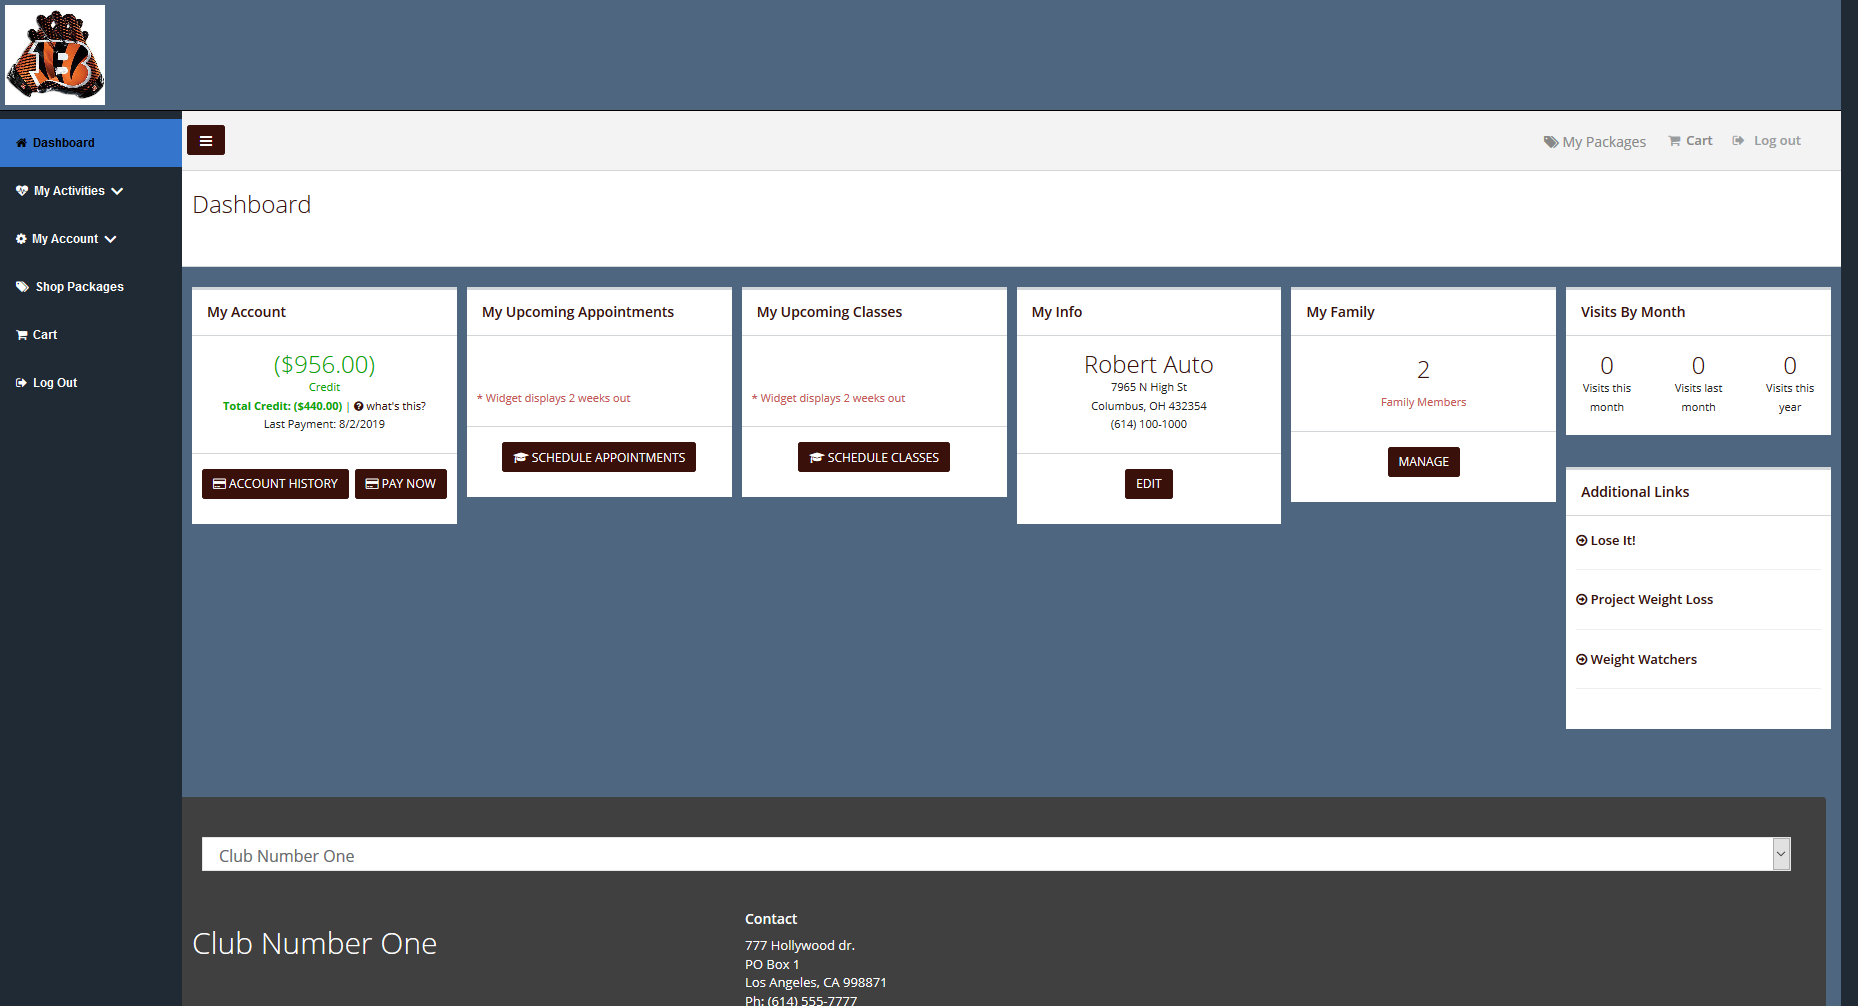 Dashboard
My Activities
My Account
Shop Packages
Cart
Log Out
My Packages
Cart
Log out
Dashboard
My Account
($956.00)
Credit
Total Credit: ($440.00) | what's this?
Last Payment: 8/2/2019
ACCOUNT HISTORY
PAY NOW
My Upcoming Appointments
* Widget displays 2 weeks out
SCHEDULE APPOINTMENTS
My Upcoming Classes
* Widget displays 2 weeks out
SCHEDULE CLASSES
My Info
Robert Auto
7965 N High St
Columbus, OH 432354
(614) 100-1000
EDIT
My Family
2
Family Members
MANAGE
Visits By Month
0
Visits this
month
0
Visits last
month
0
Visits this
year
Additional Links
Lose It!
Project Weight Loss
Weight Watchers
Club Number One
Club Number One
Contact
777 Hollywood dr.
PO Box 1
Los Angeles, CA 998871
Ph: (614) 555-7777